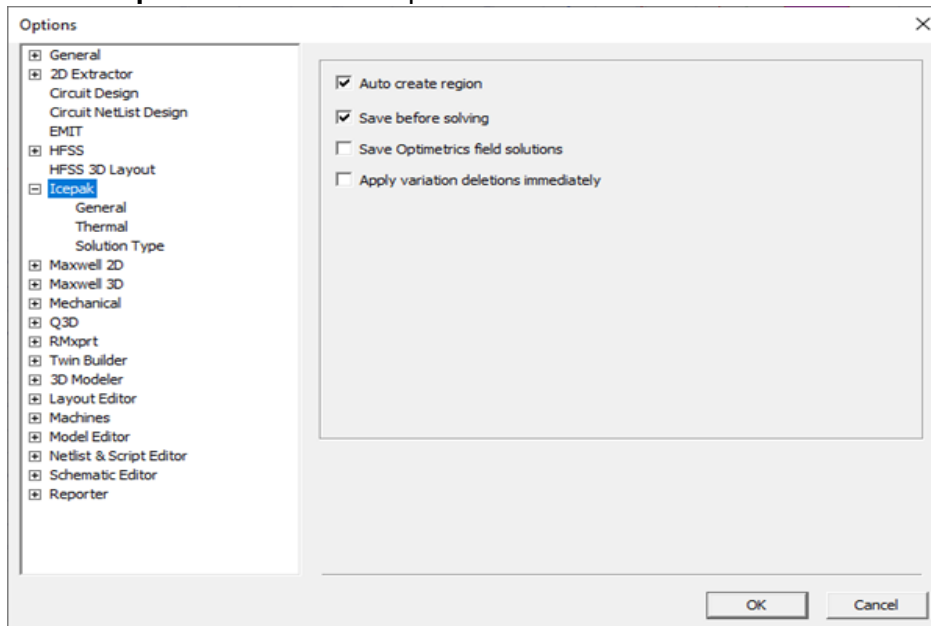 Options
General
2D Extractor
Circuit Design
Circuit NetList Design
EMIT
HFSS
HFSS 3D Layout
Icepak
General
Thermal
Solution Type
Maxwell 2D
Maxwell 3D
Mechanical
Q3D
RMxprt
Twin Builder
3D Modeler
Layout Editor
Machines
Model Editor
Netlist & Script Editor
Schematic Editor
Reporter
Auto create region
Save before solving
Save Optimetrics field solutions
Apply variation deletions immediately
OK
Cancel